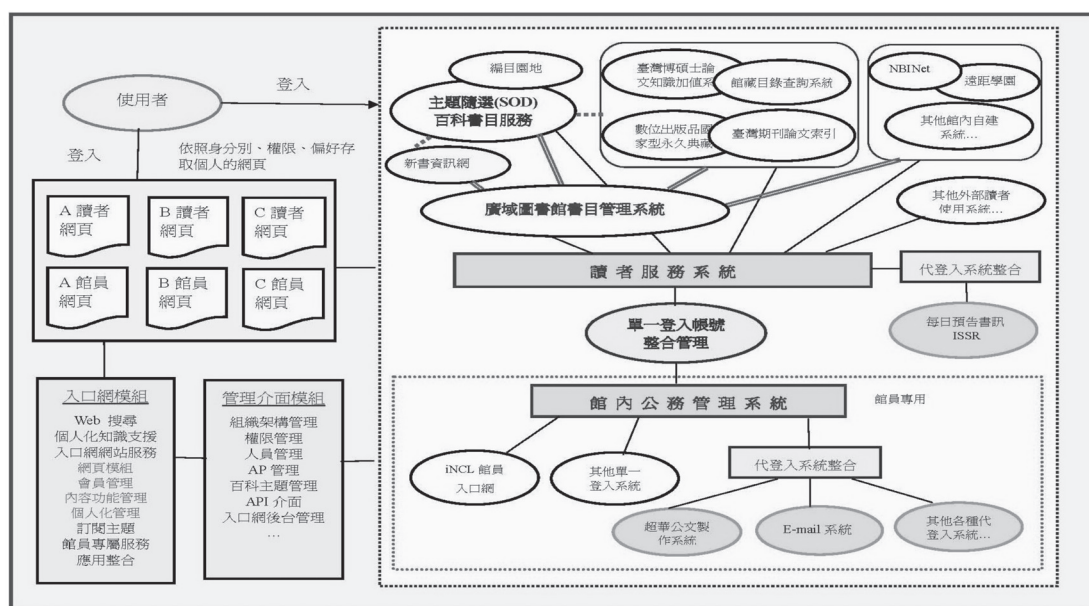 使用者
登入
登入
依照身分別、權限、偏好存
取個人的網頁
A 讀者
網頁
B 讀者
網頁
C 讀者
網頁
A 館員
網頁
B 館員
網頁
C 館員
網頁
入口網模組
Web 搜尋
個人化知識支援
入口網網站服務
網頁模組
會員管理
內容功能管理
個人化管理
訂閱主題
館員專屬服務
應用整合
管理介面模組
組織架構管理
權限管理
人員管理
AP 管理
百科主題管理
API 介面
入口網後台管理
…
編目園地
主題隨選(SOD)
百科書目服務
新書資訊網
臺灣博碩士論
文知識加值系
館藏目錄查詢系統
數位出版品國
家型永久典藏
臺灣期刊論文索引
NBINet
遠距學園
其他館內自建
系統…
廣域圖書館書目管理系統
其他外部讀者
使用系統…
讀者服務系統
代登入系統整合
每日預告書訊
ISSR
單一登入帳號
整合管理
館內公務管理系統
館員專用
iNCL 館員
入口網
其他單一
登入系統
代登入系統整合
超華公文製
作系統
E-mail 系統
其他各種代
登入系統…